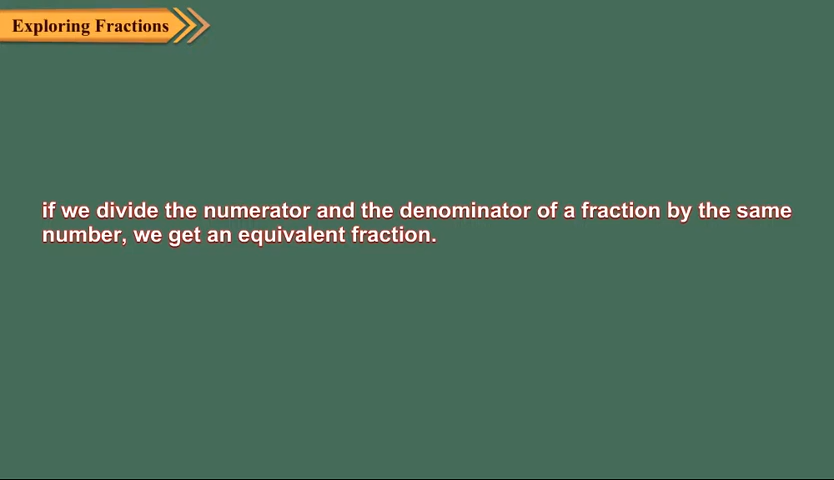 Exploring Fractions
if we divide the numerator and the denominator of a fraction by the same
number, we get an equivalent fraction.